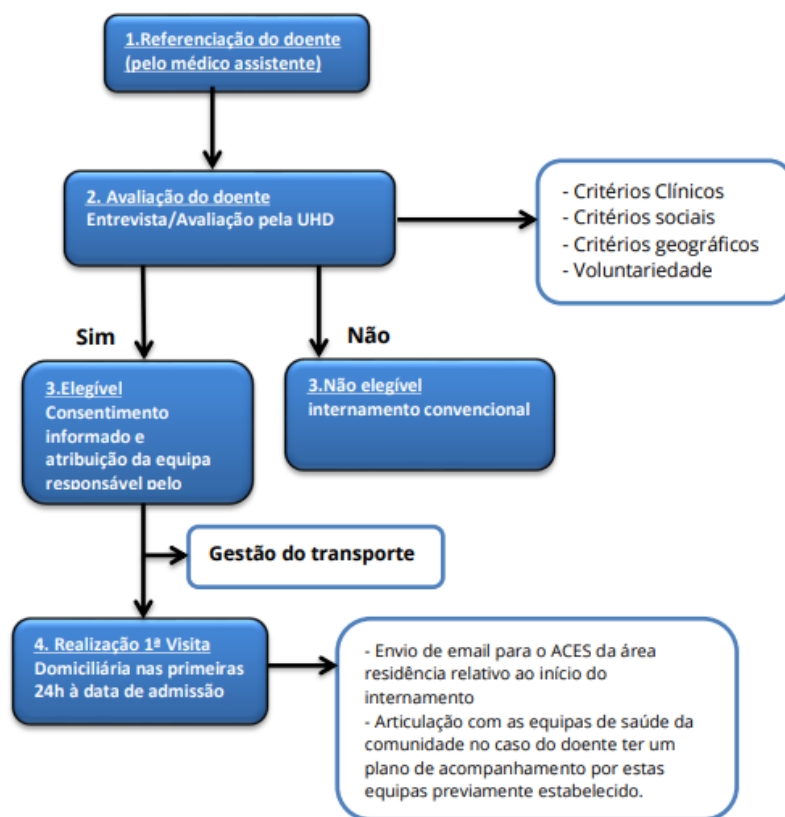 1.Referenciação do doente
(pelo médico assistente)
2. Avaliação do doente
Entrevista/Avaliação pela UHD
- Critérios Clínicos
- Critérios sociais
- Critérios geográficos
- Voluntariedade
Sim
Não
3.Elegível
Consentimento
informado e
atribuição da equipa
responsável pelo
3.Não elegível
internamento convencional
Gestão do transporte
4. Realização 1ª Visita
Domiciliária nas primeiras
24h à data de admissão
- Envio de email para o ACES da área
residência relativo ao início do
internamento
- Articulação com as equipas de saúde da
comunidade no caso do doente ter um
plano de acompanhamento por estas
equipas previamente estabelecido.